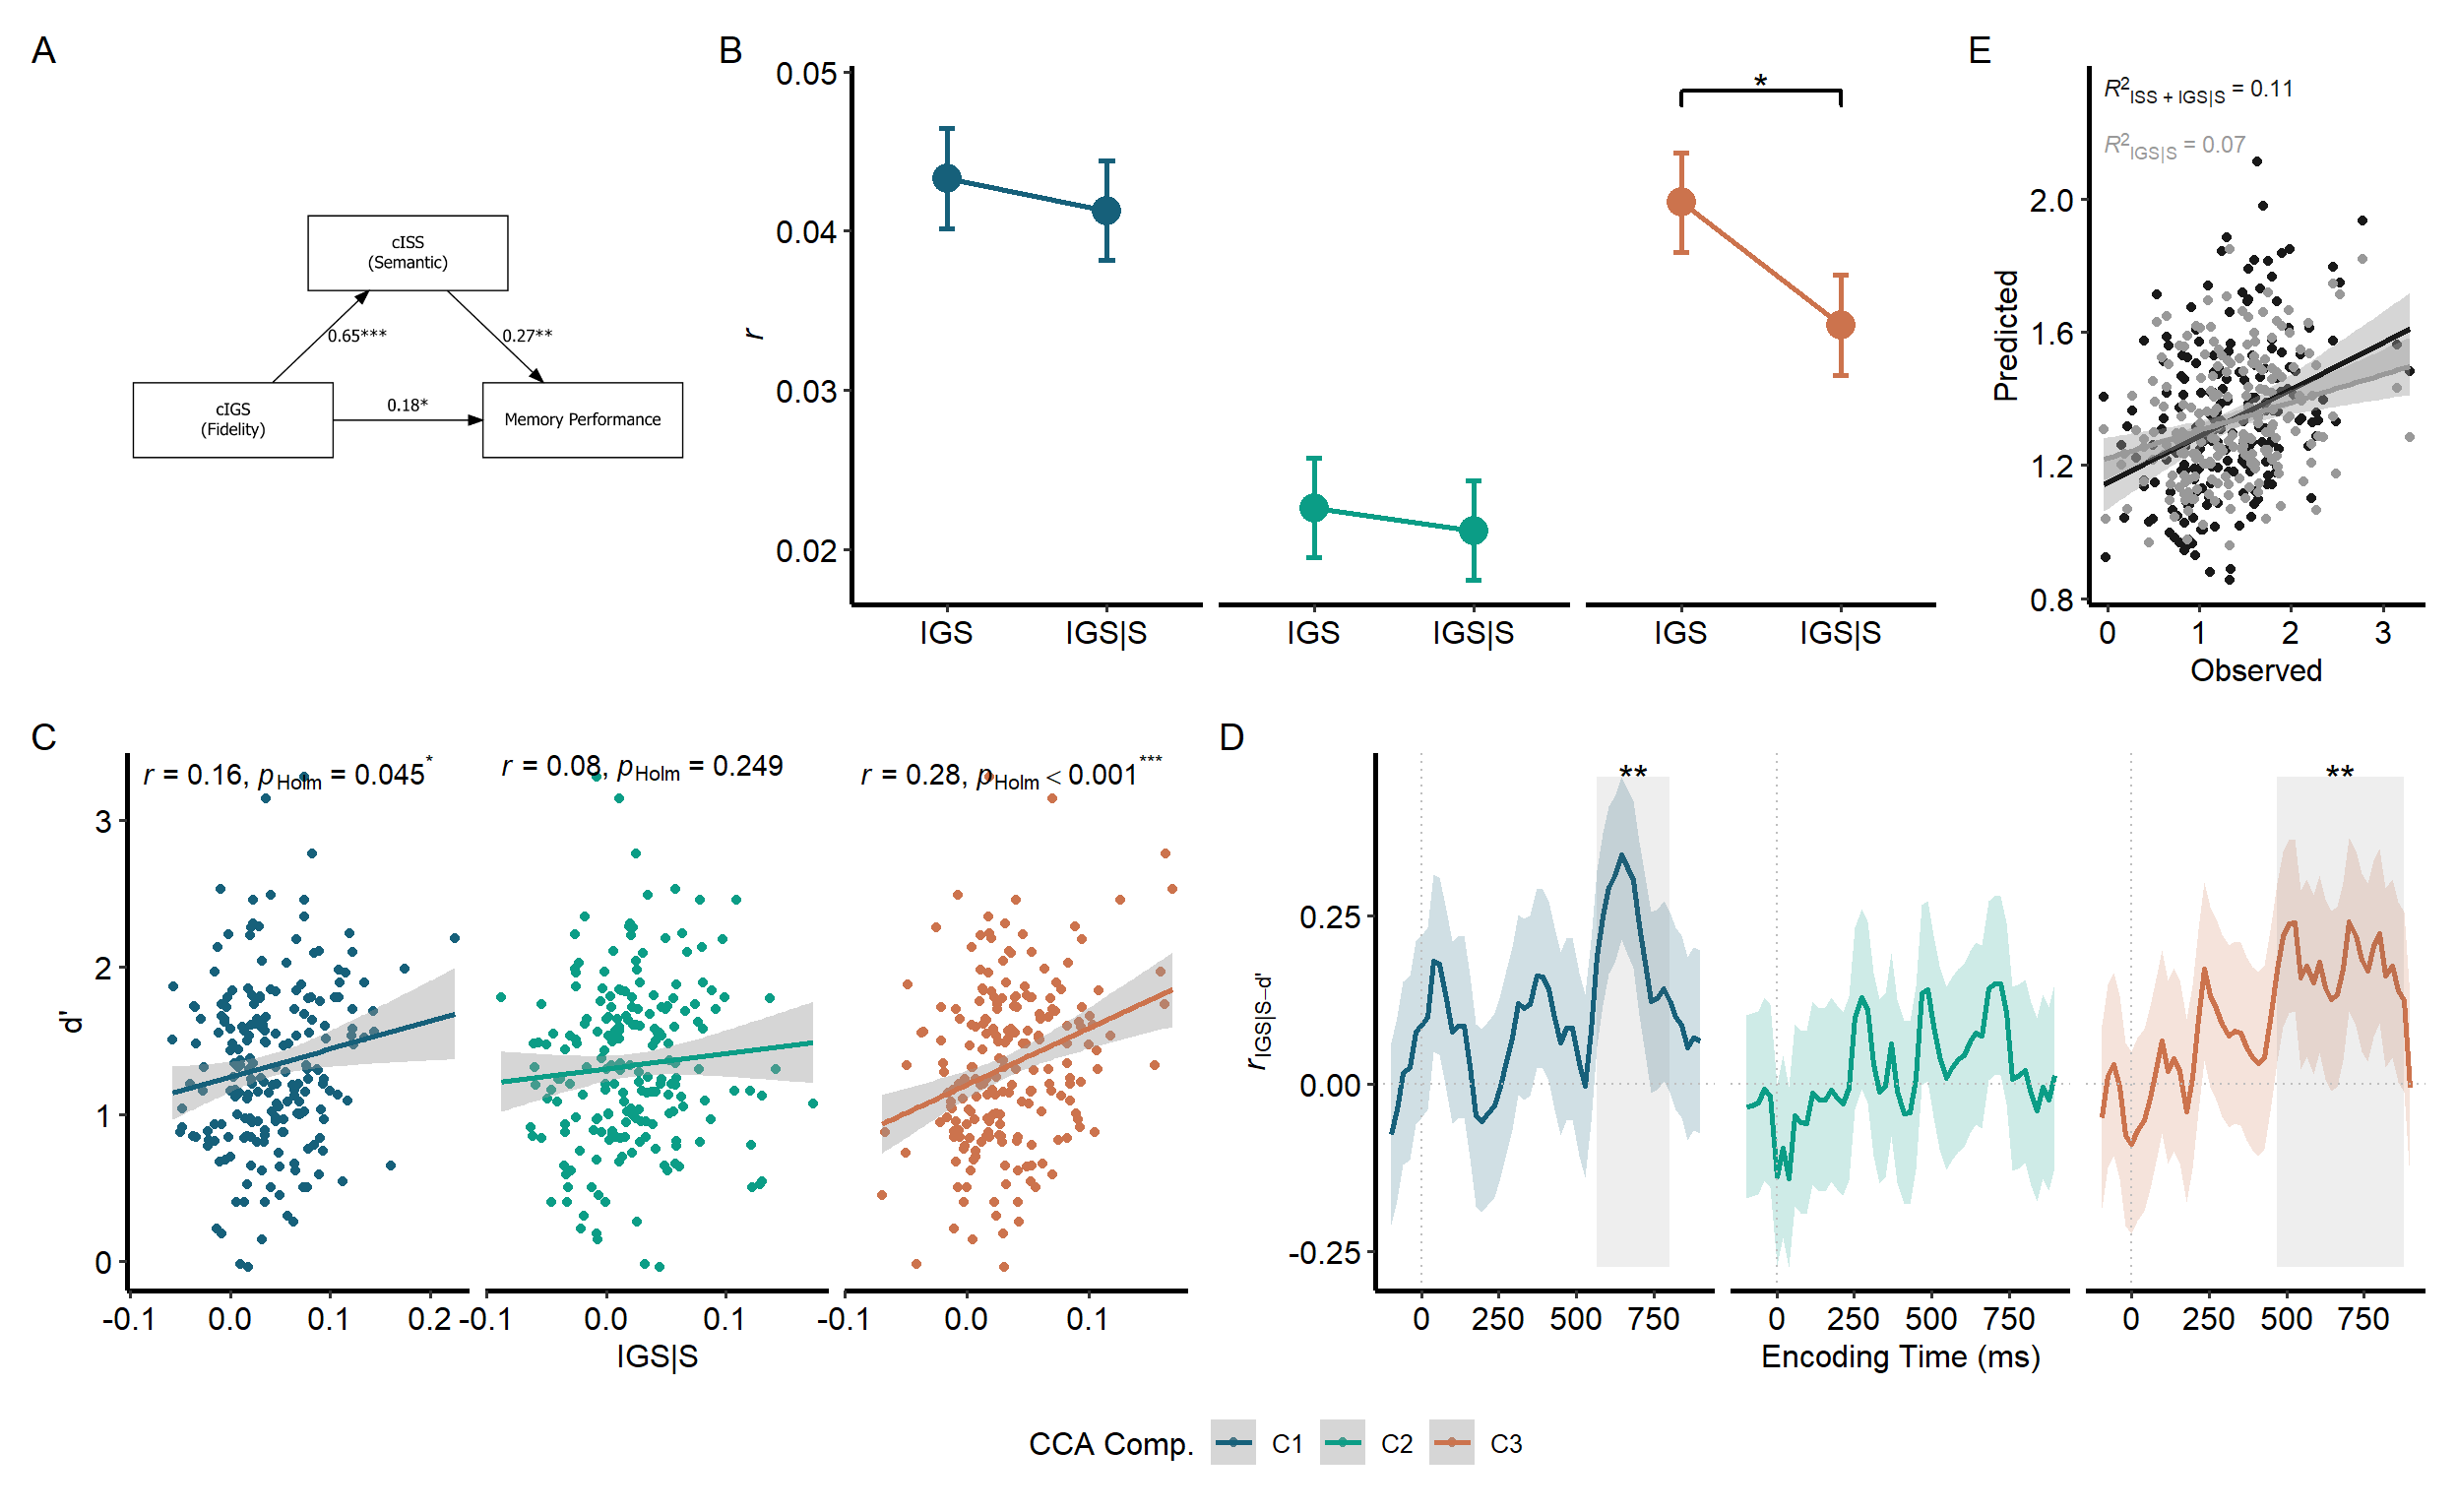 A
cISS
(Semantic)
0.65***
0.27**
cIGS
(Fidelity)
0.18*
Memory Performance
B
0.05
0.04
0.03
0.02
r
*
IGS
IGS|S
IGS
IGS|S
IGS
IGS|S
E
R²ISS + IGS|S = 0.11
R²IGS|S = 0.07
2.0
1.6
1.2
0.8
Predicted
0
1
2
3
Observed
C
r = 0.16, pHolm = 0.045*
r = 0.08, pHolm = 0.249
r = 0.28, pHolm < 0.001***
3
2
1
0
d'
-0.1
0.0
0.1
0.2
-0.1
0.0
0.1
-0.1
0.0
0.1
IGS|S
D
**
**
0.25
0.00
-0.25
rIGS|S−d'
0
250
500
750
0
250
500
750
0
250
500
750
Encoding Time (ms)
CCA Comp.
C1
C2
C3